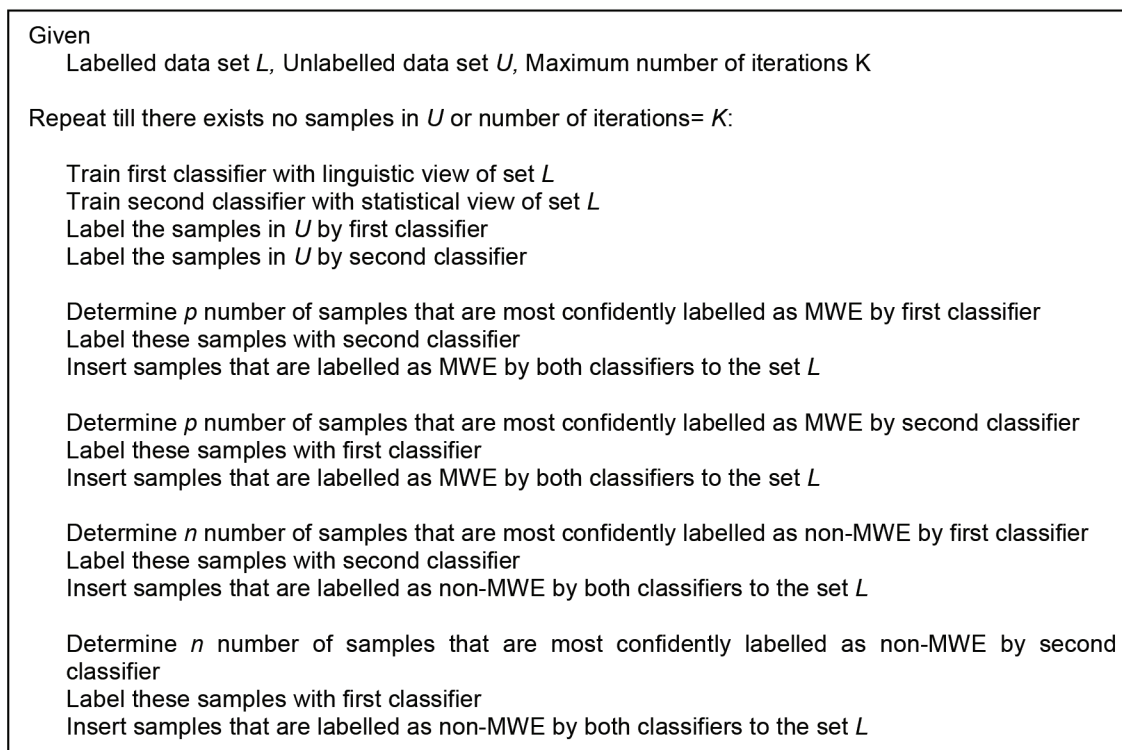 Given
Labelled data set L, Unlabelled data set U, Maximum number of iterations K
Repeat till there exists no samples in U or number of iterations= K:
Train first classifier with linguistic view of set L
Train second classifier with statistical view of set L
Label the samples in U by first classifier
Label the samples in U by second classifier
Determine p number of samples that are most confidently labelled as MWE by first classifier
Label these samples with second classifier
Insert samples that are labelled as MWE by both classifiers to the set L
Determine p number of samples that are most confidently labelled as MWE by second classifier
Label these samples with first classifier
Insert samples that are labelled as MWE by both classifiers to the set L
Determine n number of samples that are most confidently labelled as non-MWE by first classifier
Label these samples with second classifier
Insert samples that are labelled as non-MWE by both classifiers to the set L
Determine n number of samples that are most confidently labelled as non-MWE by second
classifier
Label these samples with first classifier
Insert samples that are labelled as non-MWE by both classifiers to the set L